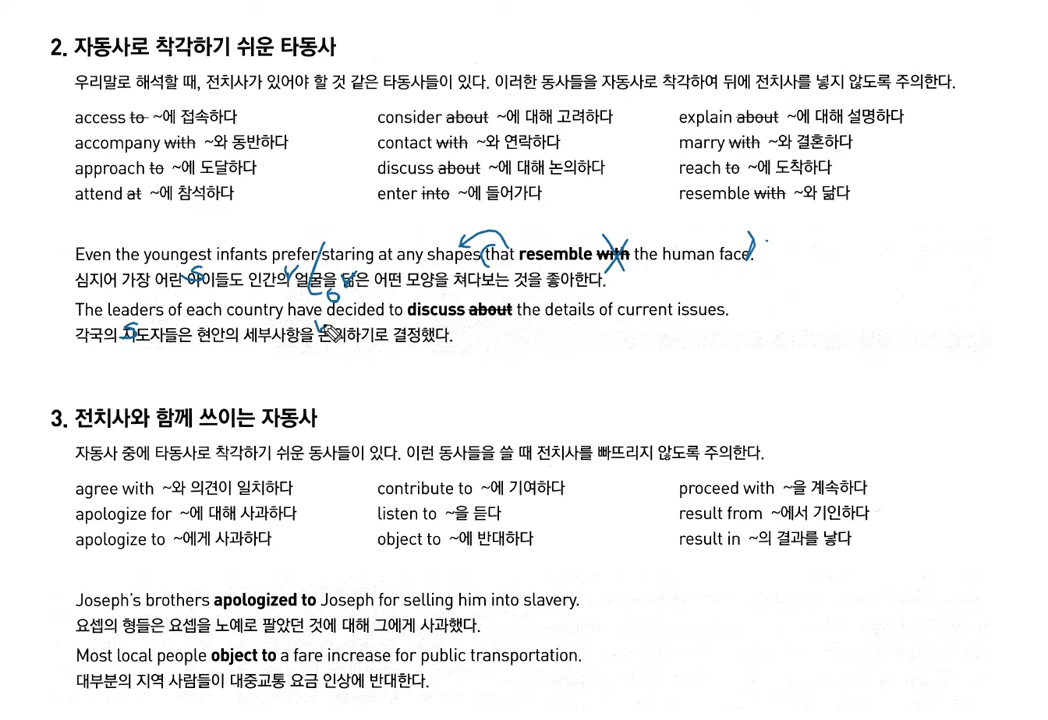 2. 자동사로 착각하기 쉬운 타동사
우리말로 해석할 때, 전치사가 있어야 할 것 같은 타동사들이 있다. 이러한 동사들을 자동사로 착각하여 뒤에 전치사를 넣지 않도록 주의한다.
access to ~에 접속하다 consider about ~에 대해 고려하다 explain about ~에 대해 설명하다
accompany with ~와 동반하다 contact with ~와 연락하다 marry with ~와 결혼하다
approach to ~에 도달하다 discuss about ~에 대해 논의하다 reach to ~에 도착하다
attend at ~에 참석하다 enter into ~에 들어가다 resemble with ~와 닮다
Even the youngest infants prefer staring at any shapes that resemble with the human face.
S V O V
심지어 가장 어린 아이들도 인간의 얼굴을 닮은 어떤 모양을 쳐다보는 것을 좋아한다.
The leaders of each country have decided to discuss about the details of current issues.
S V
각국의 지도자들은 현안의 세부사항을 논의하기로 결정했다.
3. 전치사와 함께 쓰이는 자동사
자동사 중에 타동사로 착각하기 쉬운 동사들이 있다. 이런 동사들을 쓸 때 전치사를 빠뜨리지 않도록 주의한다.
agree with ~와 의견이 일치하다 contribute to ~에 기여하다 proceed with ~을 계속하다
apologize for ~에 대해 사과하다 listen to ~을 듣다 result from ~에서 기인하다
apologize to ~에게 사과하다 object to ~에 반대하다 result in ~의 결과를 낳다
Joseph's brothers apologized to Joseph for selling him into slavery.
요셉의 형들은 요셉을 노예로 팔았던 것에 대해 그에게 사과했다.
Most local people object to a fare increase for public transportation.
대부분의 지역 사람들이 대중교통 요금 인상에 반대한다.